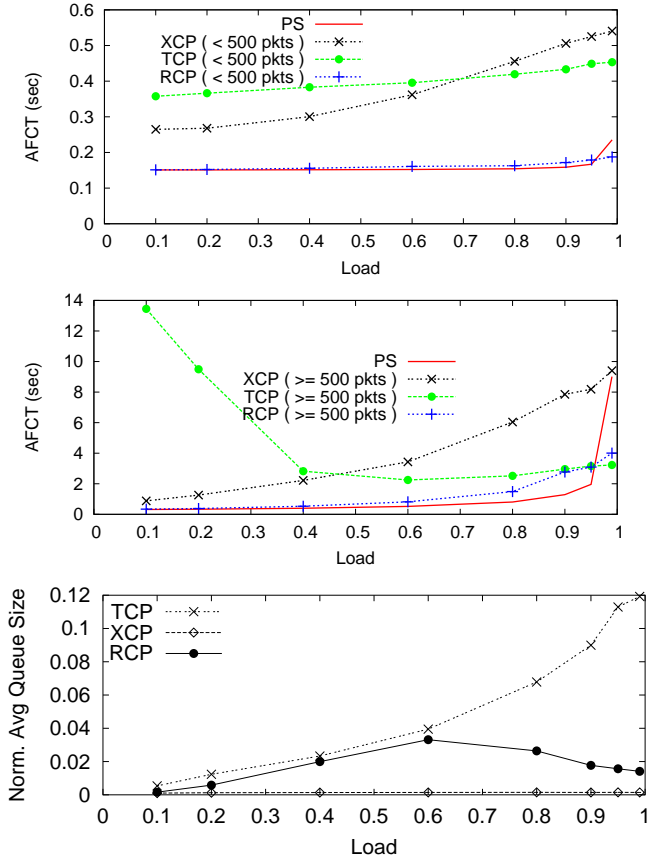 0.6
0.5
0.4
0.3
0.2
0.1
0
AFCT (sec)
PS
XCP ( < 500 pkts )
TCP ( < 500 pkts )
RCP ( < 500 pkts )
0 0.1 0.2 0.3 0.4 0.5 0.6 0.7 0.8 0.9 1
Load
14
12
10
8
6
4
2
0
AFCT (sec)
PS
XCP ( >= 500 pkts )
TCP ( >= 500 pkts )
RCP ( >= 500 pkts )
0 0.1 0.2 0.3 0.4 0.5 0.6 0.7 0.8 0.9 1
Load
0.12
0.1
0.08
0.06
0.04
0.02
0
Norm. Avg Queue Size
TCP
XCP
RCP
0 0.1 0.2 0.3 0.4 0.5 0.6 0.7 0.8 0.9 1
Load